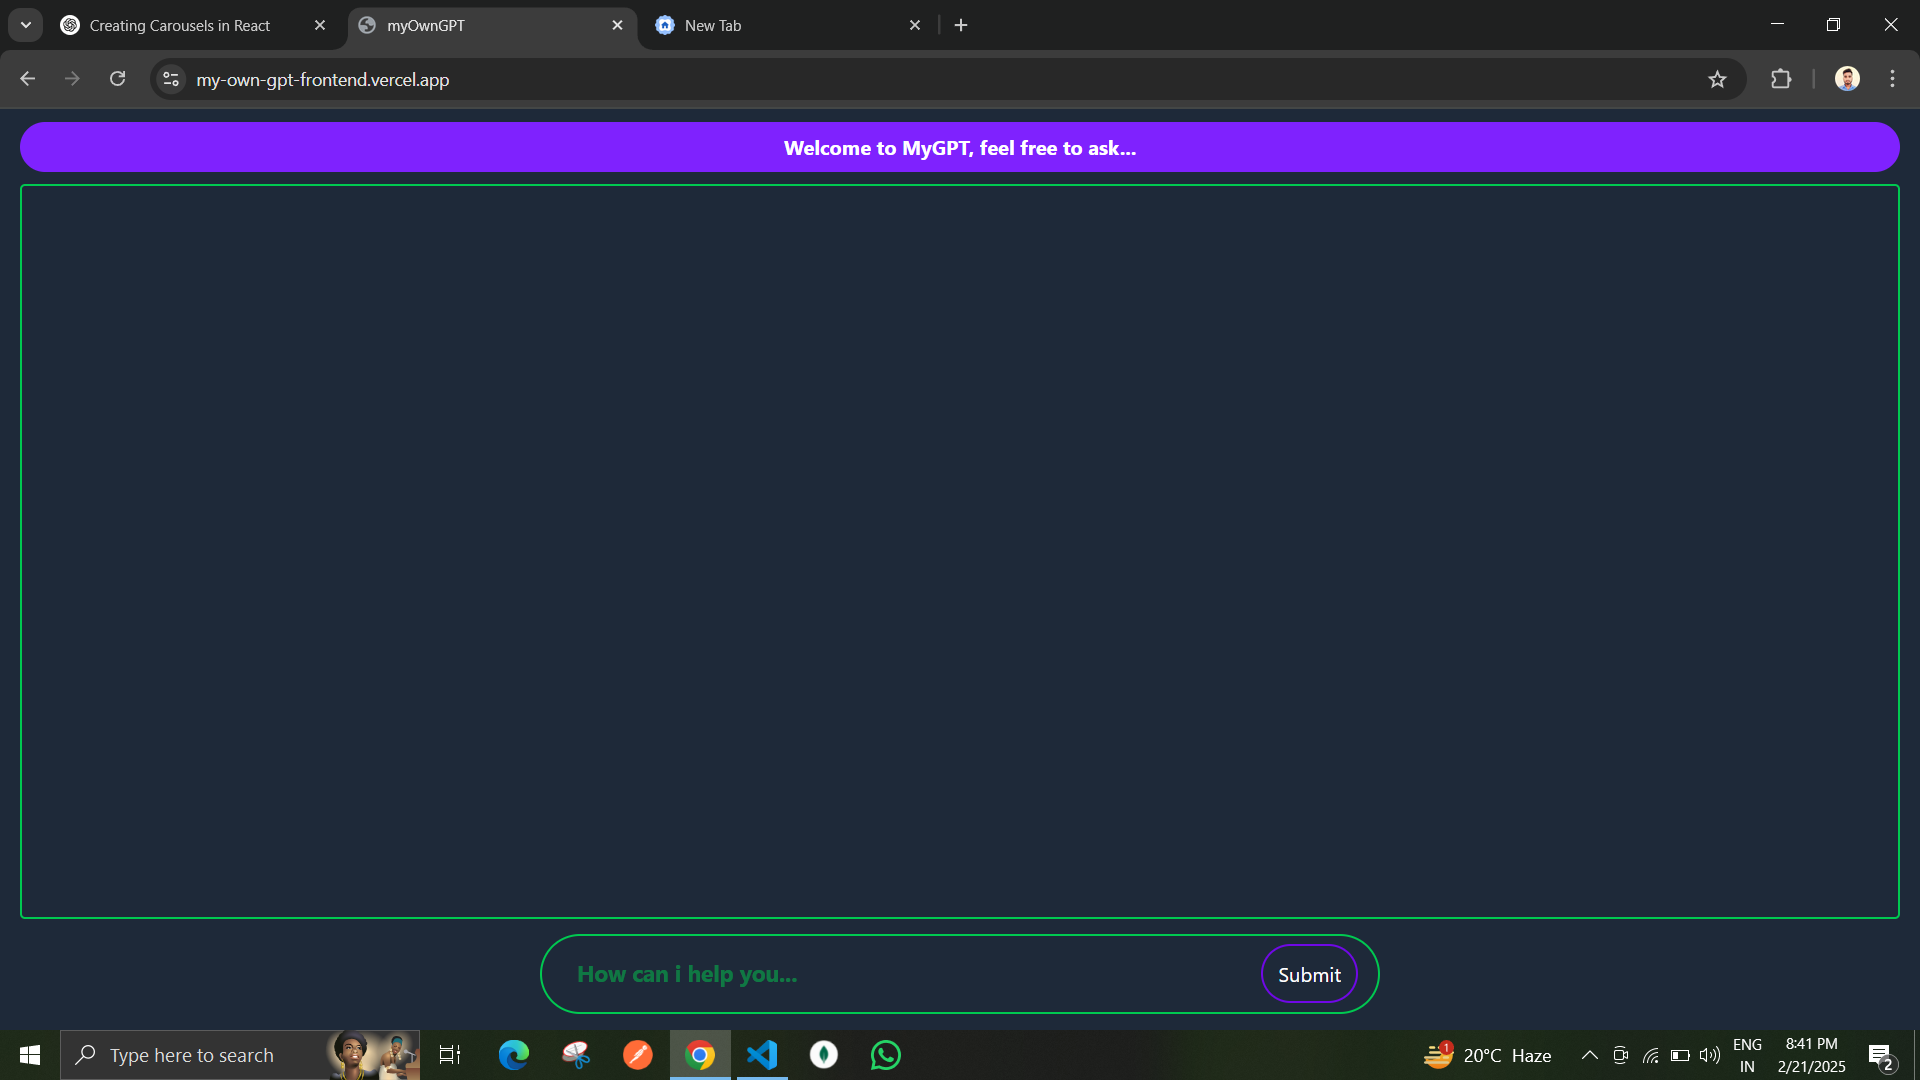 Creating Carousels in React
myOwnGPT
New Tab
my-own-gpt-frontend.vercel.app
Welcome to MyGPT, feel free to ask...
How can i help you...
Submit
Type here to search
1
20°C Haze
ENG
IN
8:41 PM
2/21/2025
2